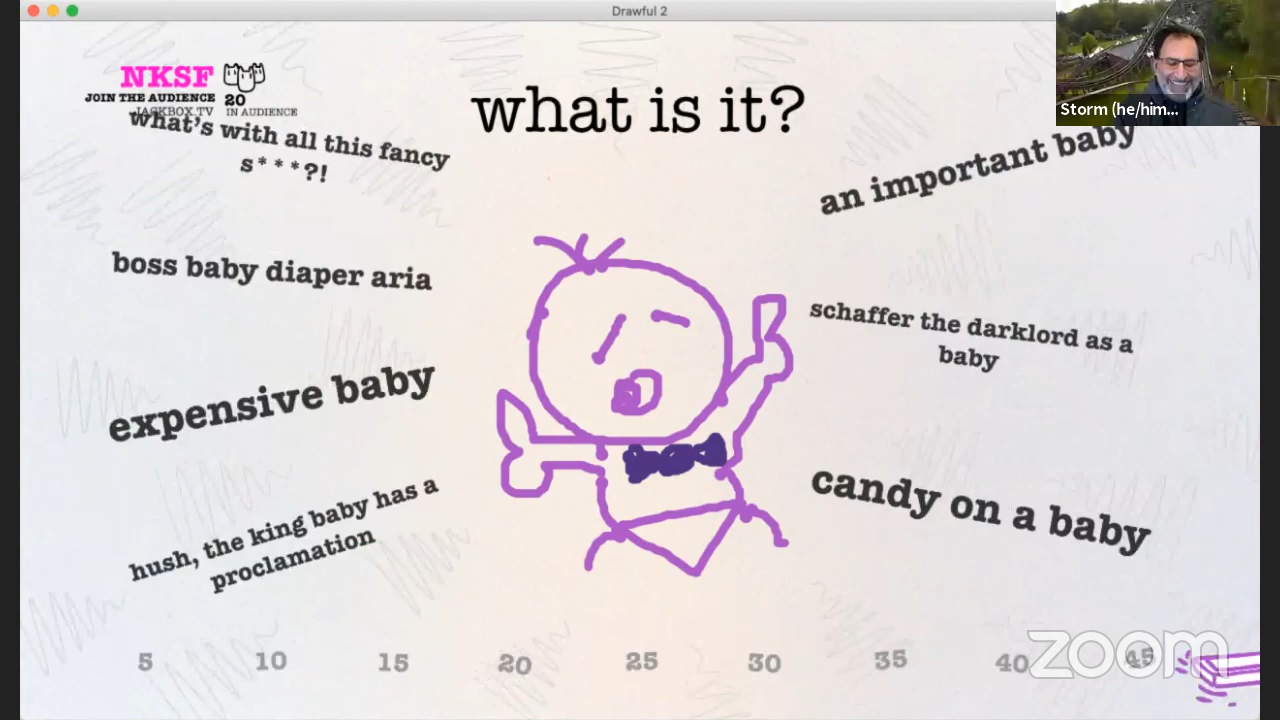 Drawful 2
NKSF
JOIN THE AUDIENCE
JACKBOX.TV
20
IN AUDIENCE
what is it?
Storm (he/him...
what's with all this fancy
s***?!
an important baby
boss baby diaper aria
schaffer the darklord as a
baby
expensive baby
candy on a baby
hush, the king baby has a
proclamation
5 10 15 20 25 30 35 40 45
zoom